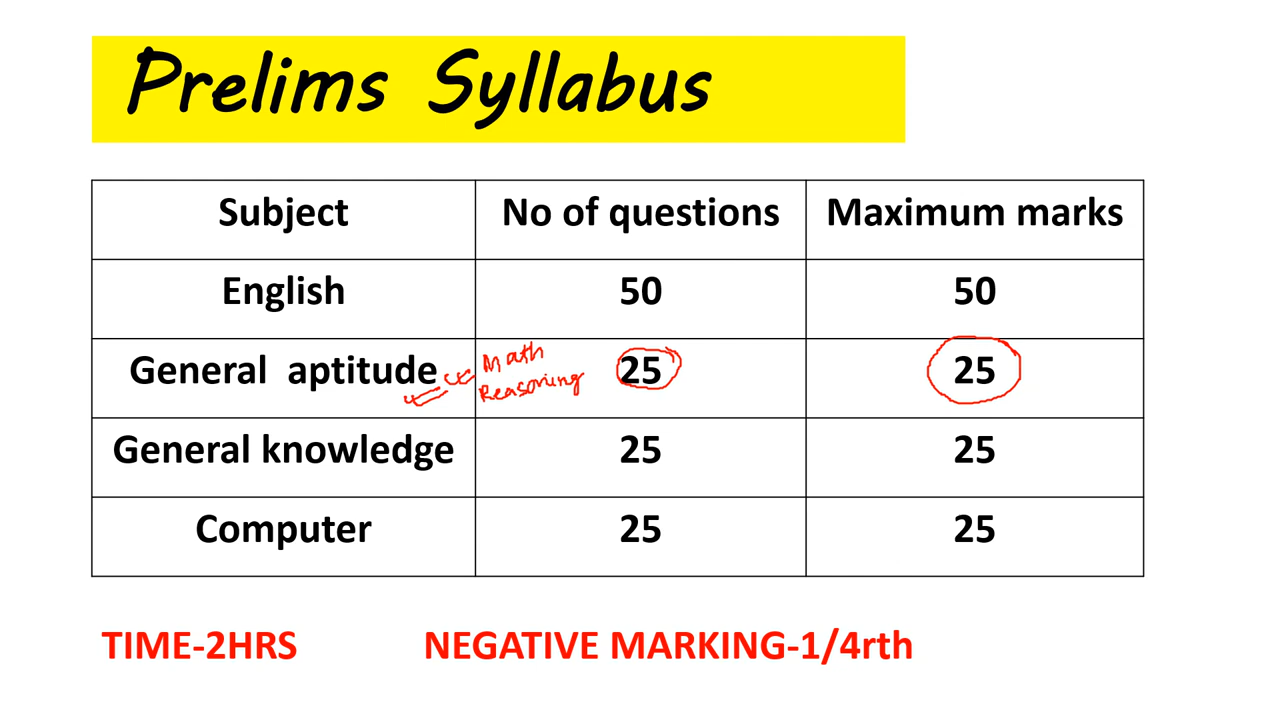 Prelims Syllabus
Subject No of questions Maximum marks
English 50 50
General aptitude Math Reasoning 25 25
General knowledge 25 25
Computer 25 25
TIME-2HRS NEGATIVE MARKING-1/4rth